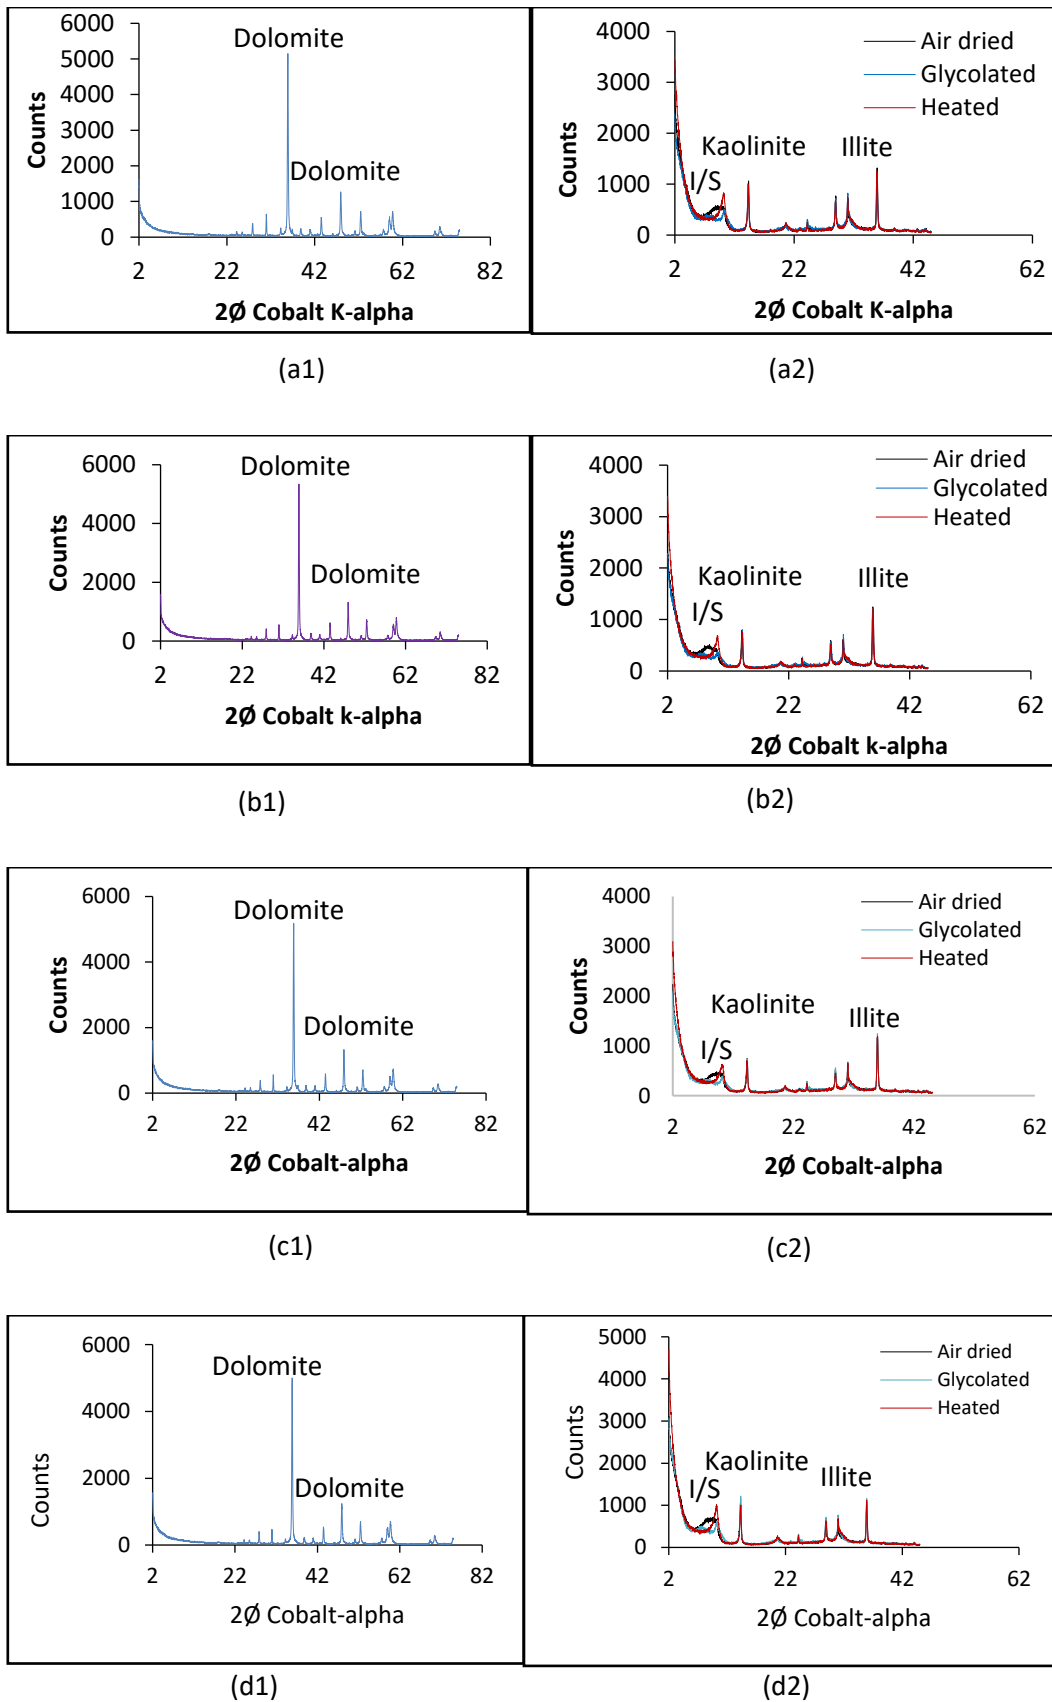 6000
5000
4000
3000
2000
1000
0
Counts
Dolomite
Dolomite
2 22 42 62 82
2Ø Cobalt K-alpha
(a1)
4000
3000
2000
1000
0
Counts
Air dried
Glycolated
Heated
Kaolinite
Illite
I/S
2 22 42 62
2Ø Cobalt K-alpha
(a2)
6000
4000
2000
0
Counts
Dolomite
Dolomite
2 22 42 62 82
2Ø Cobalt k-alpha
(b1)
4000
3000
2000
1000
0
Counts
Air dried
Glycolated
Heated
Kaolinite
Illite
I/S
2 22 42 62
2Ø Cobalt k-alpha
(b2)
6000
4000
2000
0
Counts
Dolomite
Dolomite
2 22 42 62 82
2Ø Cobalt-alpha
(c1)
4000
3000
2000
1000
0
Counts
Air dried
Glycolated
Heated
Kaolinite
Illite
I/S
2 22 42 62
2Ø Cobalt-alpha
(c2)
6000
4000
2000
0
Counts
Dolomite
Dolomite
2 22 42 62 82
2Ø Cobalt-alpha
(d1)
5000
4000
3000
2000
1000
0
Counts
Air dried
Glycolated
Heated
Kaolinite
Illite
I/S
2 22 42 62
2Ø Cobalt-alpha
(d2)